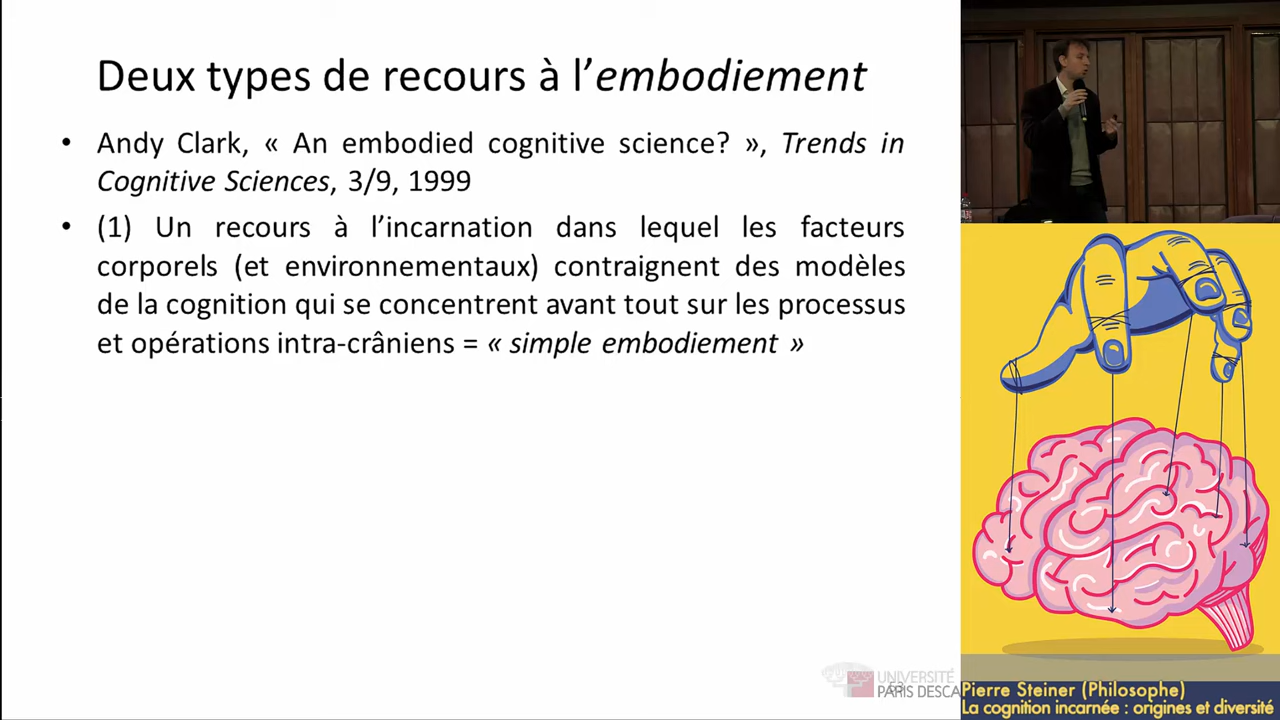 Deux types de recours à l’embodiement
• Andy Clark, « An embodied cognitive science? », Trends in
Cognitive Sciences, 3/9, 1999
• (1) Un recours à l’incarnation dans lequel les facteurs
corporels (et environnementaux) contraignent des modèles
de la cognition qui se concentrent avant tout sur les processus
et opérations intra-crâniens = « simple embodiement »
UNIVERSITÉ
PARIS DESCA
Pierre Steiner (Philosophe)
La cognition incarnée : origines et diversité